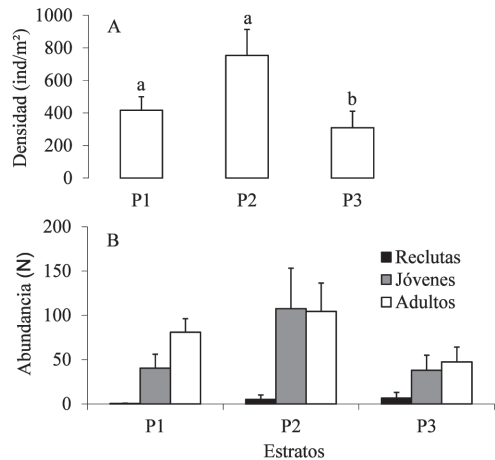 A
Densidad (ind/m²)
1000
800
600
400
200
0
a
a
b
P1
P2
P3
B
Abundancia (N)
200
150
100
50
0
Reclutas
Jóvenes
Adultos
P1
P2
P3
Estratos